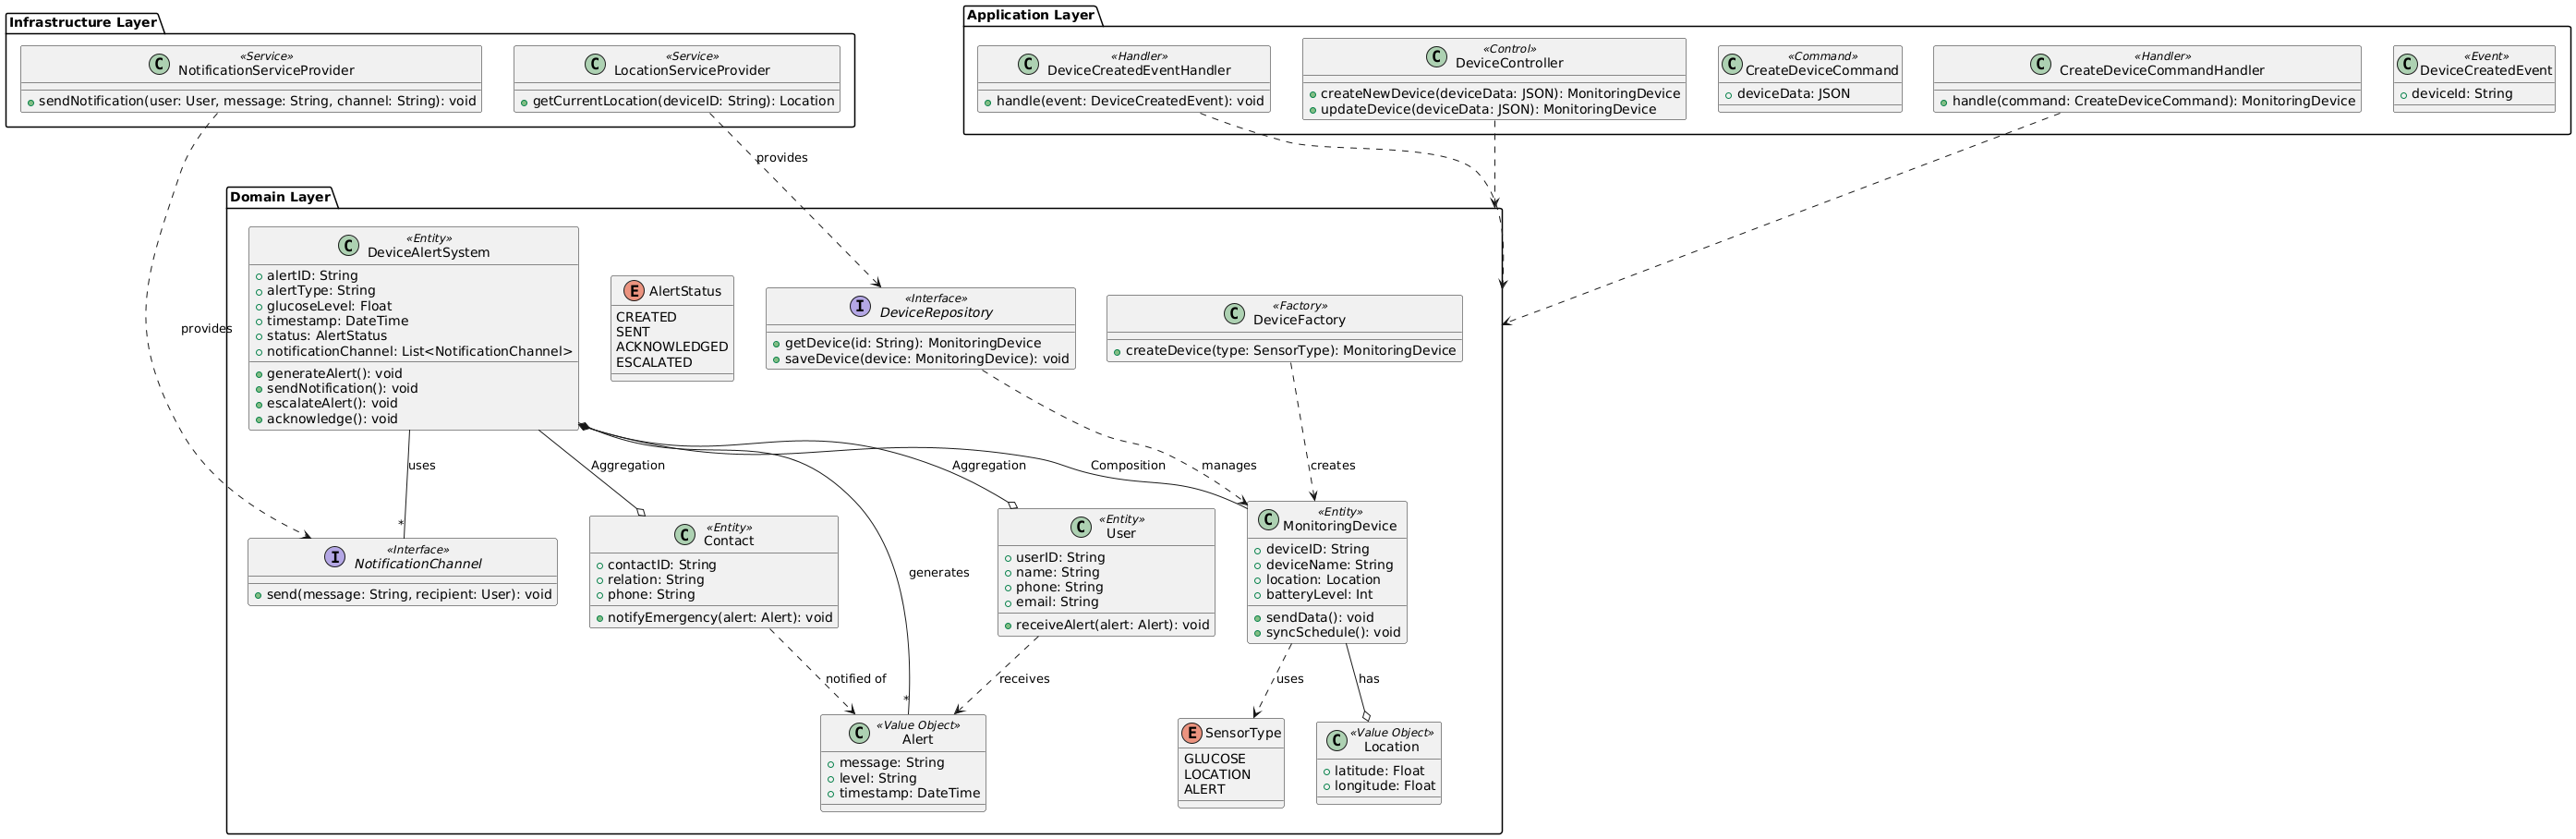 Infrastructure Layer
«Service»
NotificationServiceProvider
sendNotification(user: User, message: String, channel: String): void
«Service»
LocationServiceProvider
getCurrentLocation(deviceID: String): Location
Application Layer
«Handler»
DeviceCreatedEventHandler
handle(event: DeviceCreatedEvent): void
«Control»
DeviceController
createNewDevice(deviceData: JSON): MonitoringDevice
updateDevice(deviceData: JSON): MonitoringDevice
«Command»
CreateDeviceCommand
deviceData: JSON
«Handler»
CreateDeviceCommandHandler
handle(command: CreateDeviceCommand): MonitoringDevice
«Event»
DeviceCreatedEvent
deviceId: String
provides
provides
Domain Layer
«Entity»
DeviceAlertSystem
alertID: String
alertType: String
glucoseLevel: Float
timestamp: DateTime
status: AlertStatus
notificationChannel: List<NotificationChannel>
generateAlert(): void
sendNotification(): void
escalateAlert(): void
acknowledge(): void
AlertStatus
CREATED
SENT
ACKNOWLEDGED
ESCALATED
«Interface»
DeviceRepository
getDevice(id: String): MonitoringDevice
saveDevice(device: MonitoringDevice): void
«Factory»
DeviceFactory
createDevice(type: SensorType): MonitoringDevice
uses
*
Aggregation
Aggregation
Composition
manages
creates
generates
*
«Interface»
NotificationChannel
send(message: String, recipient: User): void
«Entity»
Contact
contactID: String
relation: String
phone: String
notifyEmergency(alert: Alert): void
«Entity»
User
userID: String
name: String
phone: String
email: String
receiveAlert(alert: Alert): void
«Entity»
MonitoringDevice
deviceID: String
deviceName: String
location: Location
batteryLevel: Int
sendData(): void
syncSchedule(): void
notified of
receives
uses
has
«Value Object»
Alert
message: String
level: String
timestamp: DateTime
SensorType
GLUCOSE
LOCATION
ALERT
«Value Object»
Location
latitude: Float
longitude: Float